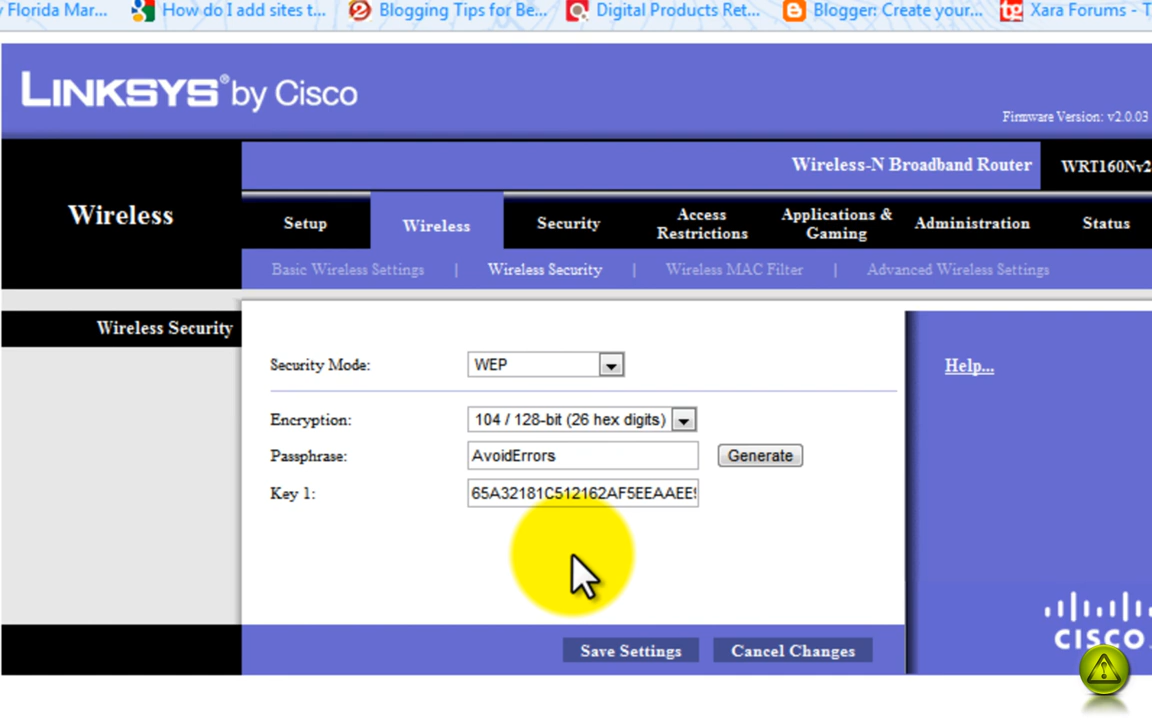 Florida Mar...
How do I add sites t...
Blogging Tips for Be...
Digital Products Ret...
Blogger: Create your...
Xara Forums - T
LINKSYS® by Cisco
Firmware Version: v2.0.03
Wireless-N Broadband Router
WRT160Nv2
Wireless
Setup
Wireless
Security
Access Restrictions
Applications & Gaming
Administration
Status
Basic Wireless Settings | Wireless Security | Wireless MAC Filter | Advanced Wireless Settings
Wireless Security
Security Mode: WEP
Help...
Encryption: 104 / 128-bit (26 hex digits)
Passphrase: AvoidErrors Generate
Key 1: 65A32181C512162AF5EEAAEE
Save Settings
Cancel Changes
CISCO